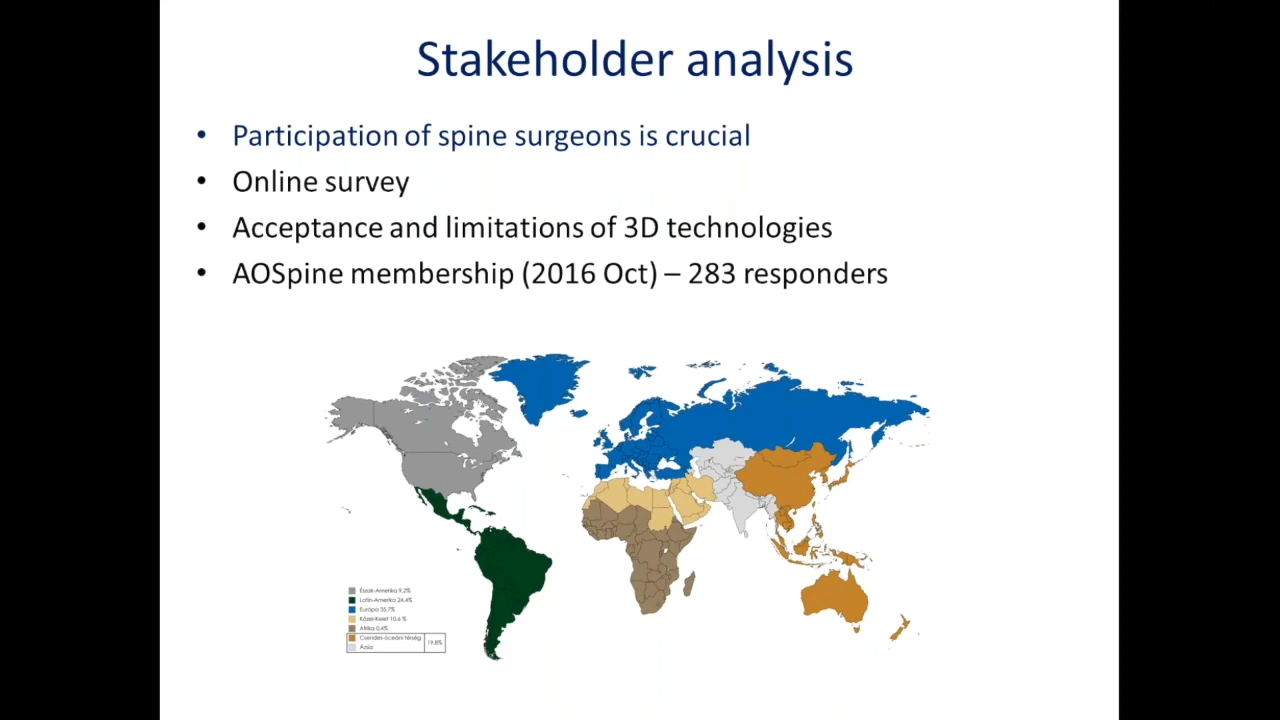 Stakeholder analysis
• Participation of spine surgeons is crucial
• Online survey
• Acceptance and limitations of 3D technologies
• AOSpine membership (2016 Oct) – 283 responders
Észak-Amerika 9,2%
Latin-Amerika 24,4%
Európa 35,7%
Közel-Kelet 10,6 %
Afrika 0,4%
Csendes-óceáni térség
19,8%
Ázsia